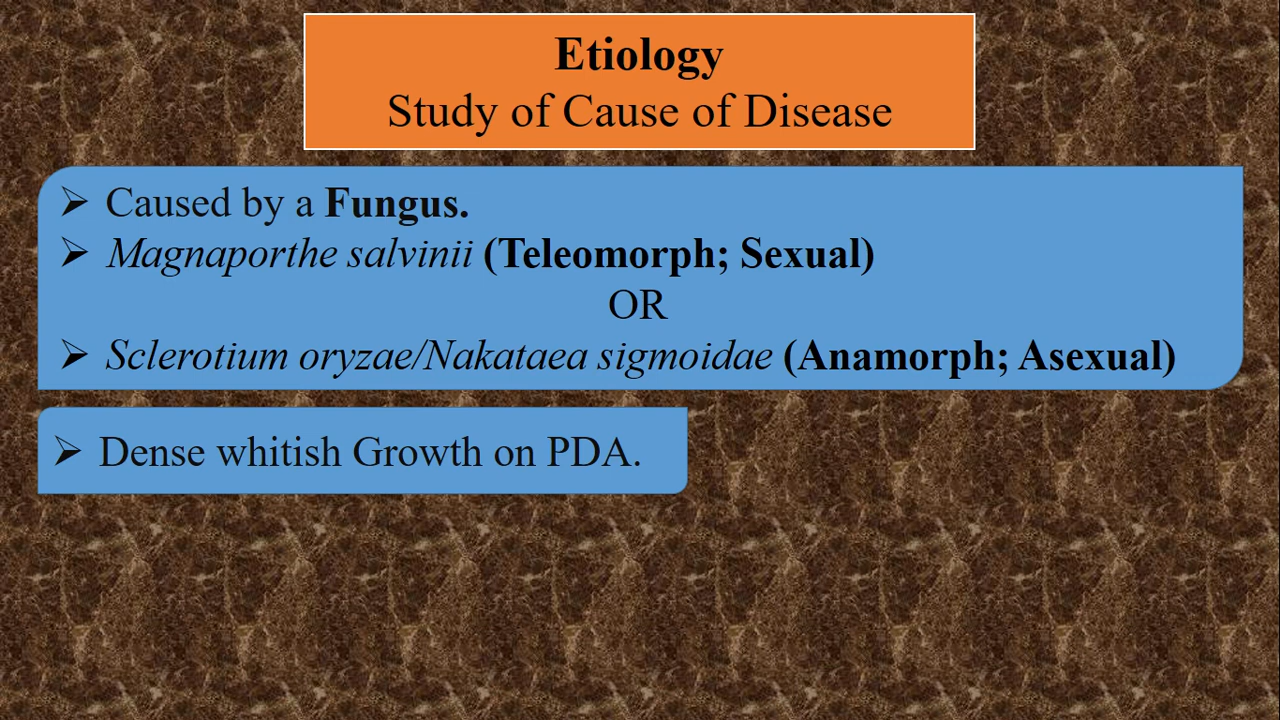 Etiology
Study of Cause of Disease
➢ Caused by a Fungus.
➢ Magnaporthe salvinii (Teleomorph; Sexual)
OR
➢ Sclerotium oryzae/Nakataea sigmoidae (Anamorph; Asexual)
➢ Dense whitish Growth on PDA.